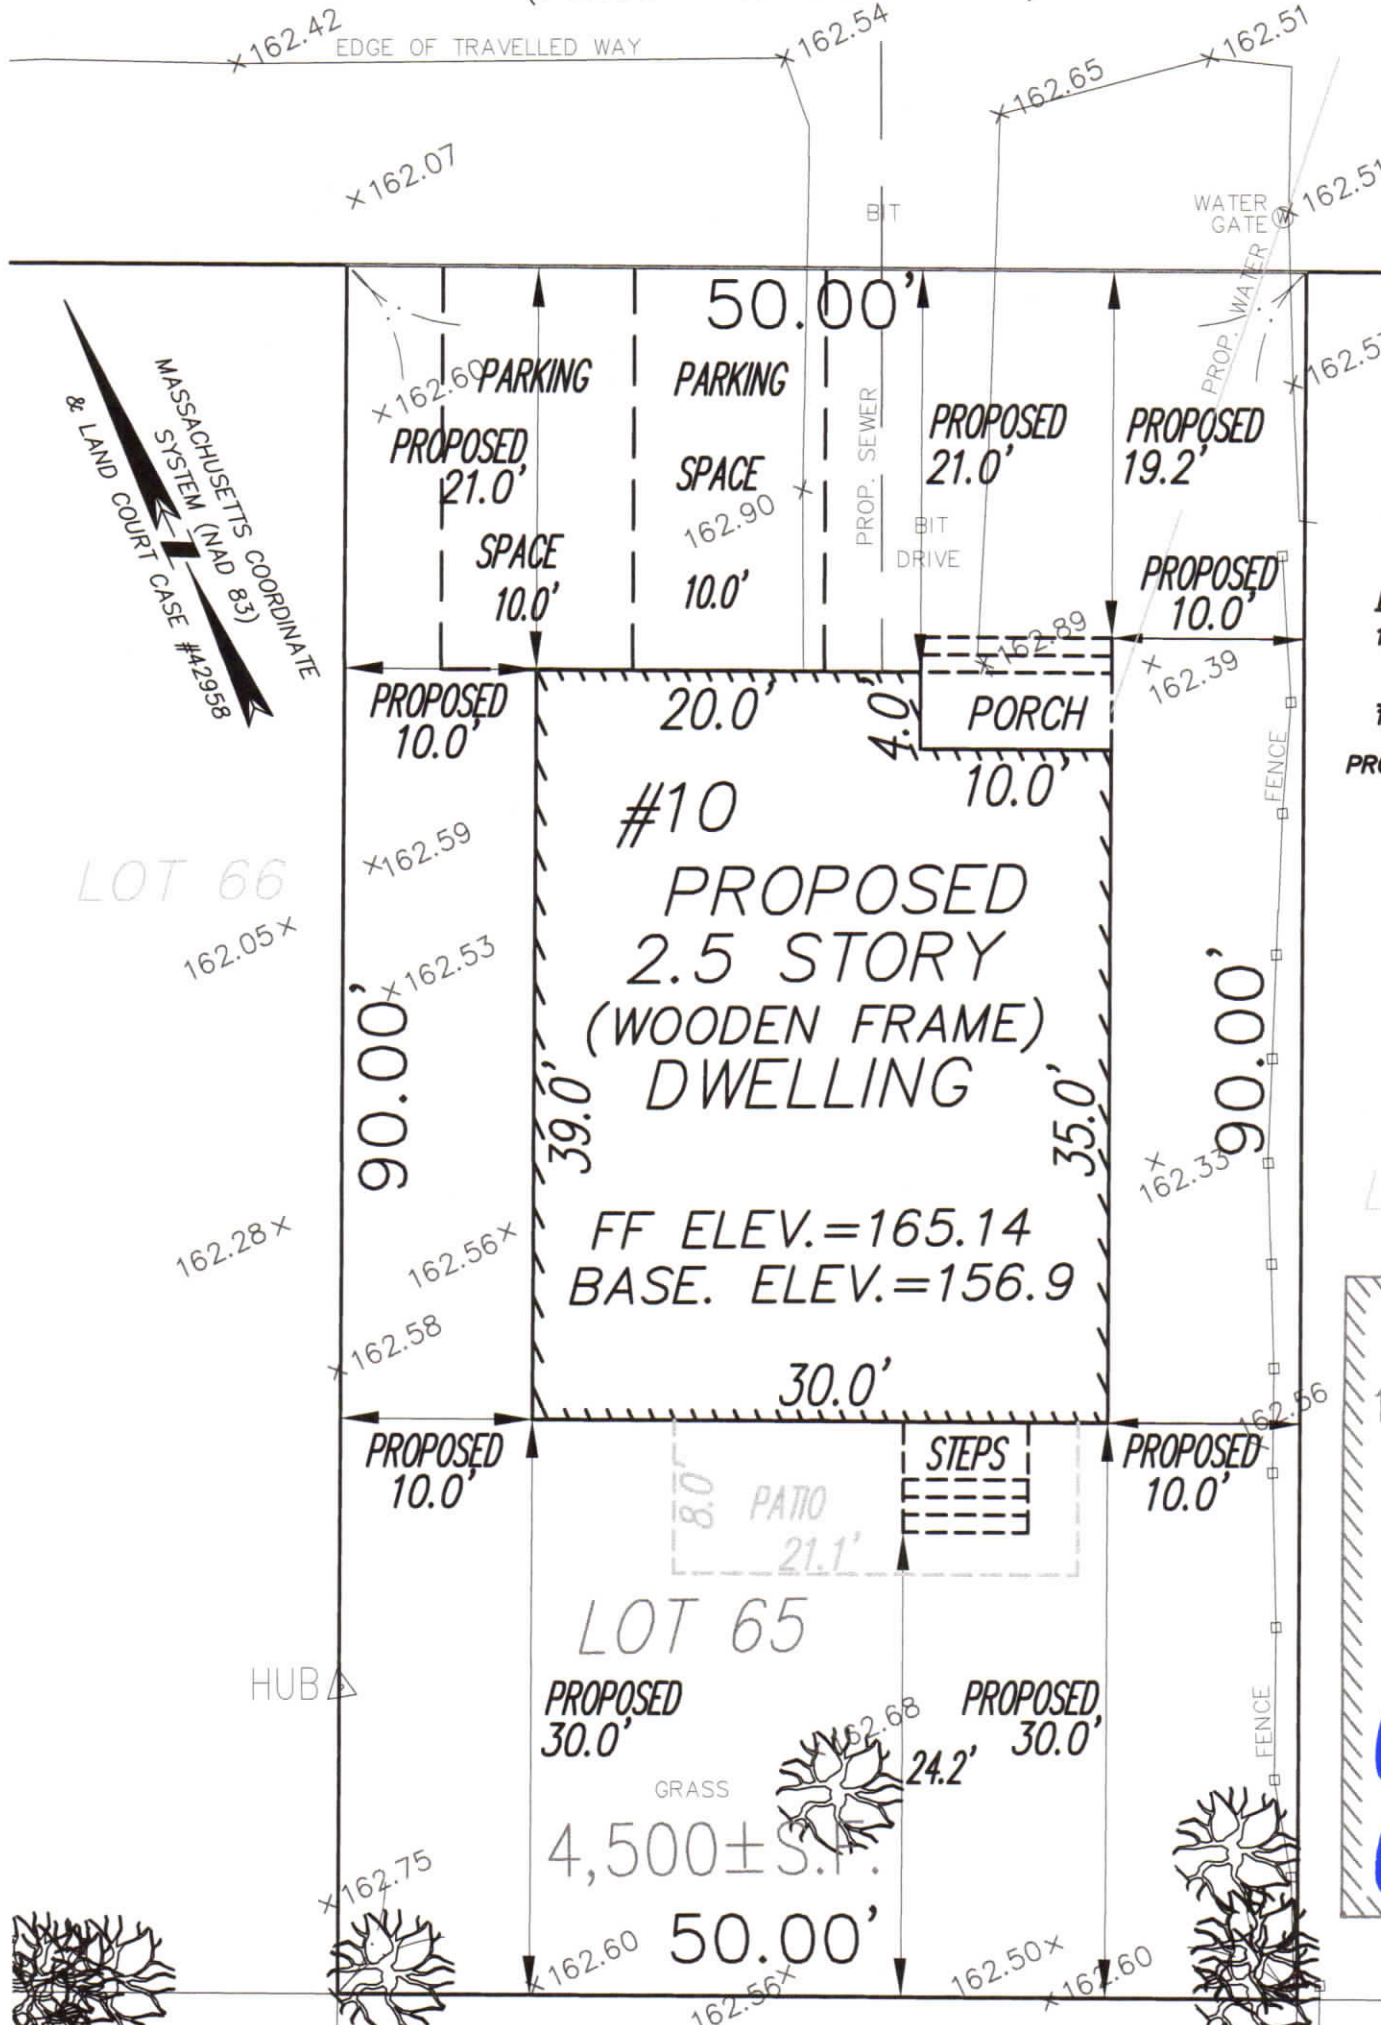 162.42
EDGE OF TRAVELLED WAY
162.54
162.51
162.65
162.07
BIT
WATER
GATE
W
162.51
50.00'
PROP. WATER
MASSACHUSETTS COORDINATE
SYSTEM (NAD 83)
& LAND COURT CASE #42958
162.60
PARKING
SPACE
10.0'
PARKING
SPACE
10.0'
PROPOSED
21.0'
162.90
PROP. SEWER
PROPOSED
21.0'
PROPOSED
19.2'
BIT
DRIVE
PROPOSED
10.0'
162.89
162.39
PROPOSED
10.0'
20.0'
4.0'
PORCH
10.0'
FENCE
#10
PROPOSED
2.5 STORY
(WOODEN FRAME)
DWELLING
LOT 66
162.59
162.05
162.53
90.00'
39.0'
35.0'
90.00'
162.33
162.28
162.56
FF ELEV.=165.14
BASE. ELEV.=156.9
162.58
30.0'
162.56
PROPOSED
10.0'
STEPS
PROPOSED
10.0'
8.0'
PATIO
21.1'
LOT 65
HUB
PROPOSED
30.0'
162.68
PROPOSED
30.0'
24.2'
FENCE
GRASS
4,500±S.F.
162.75
50.00'
162.60
162.56
162.50
162.60